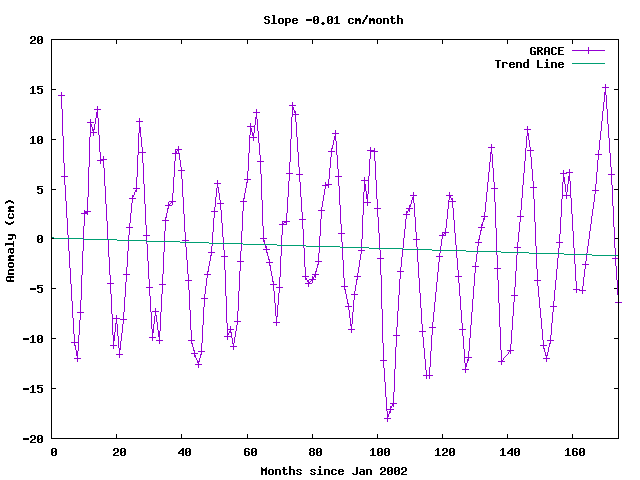 Slope -0.01 cm/month
GRACE
Trend Line
20
15
10
5
0
-5
-10
-15
-20
Anomaly (cm)
0 20 40 60 80 100 120 140 160
Months since Jan 2002